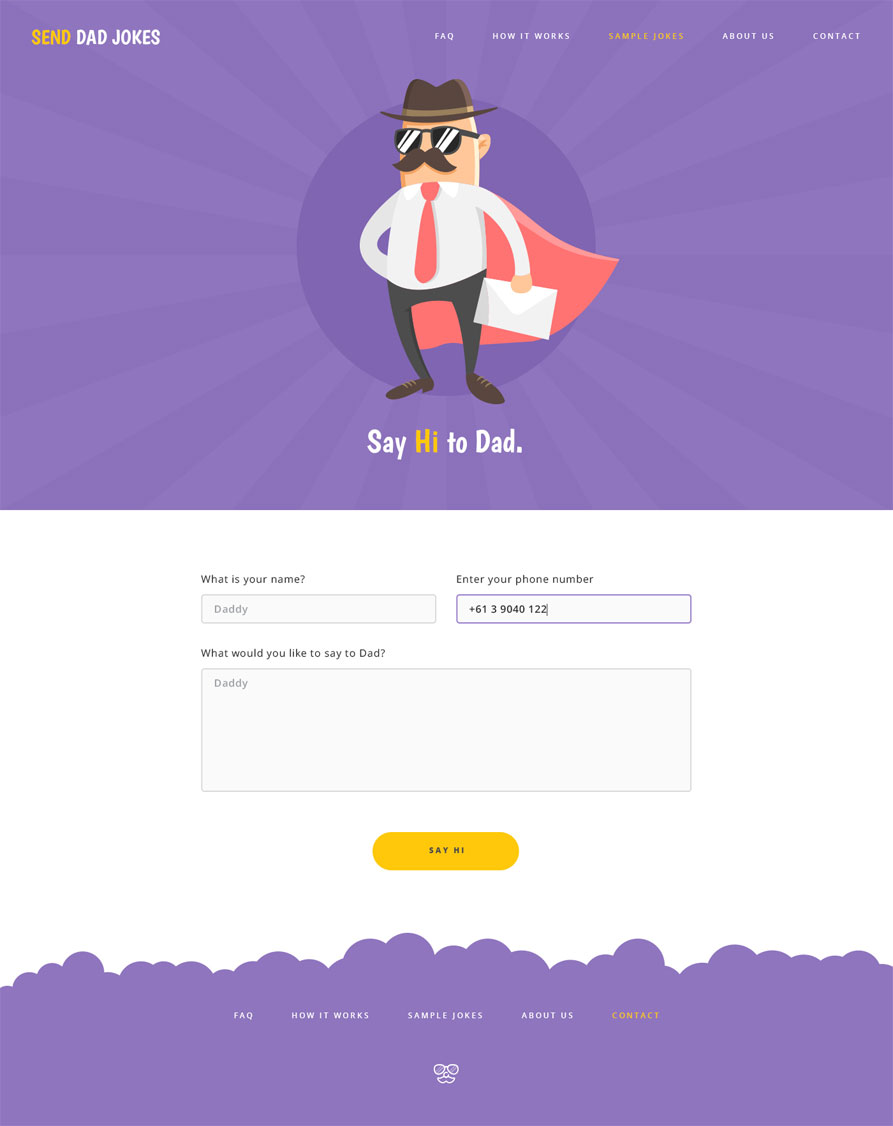 SEND DAD JOKES
FAQ HOW IT WORKS SAMPLE JOKES ABOUT US CONTACT
Say Hi to Dad.
What is your name? Enter your phone number
Daddy +61 3 9040 122
What would you like to say to Dad?
Daddy
SAY HI
FAQ HOW IT WORKS SAMPLE JOKES ABOUT US CONTACT